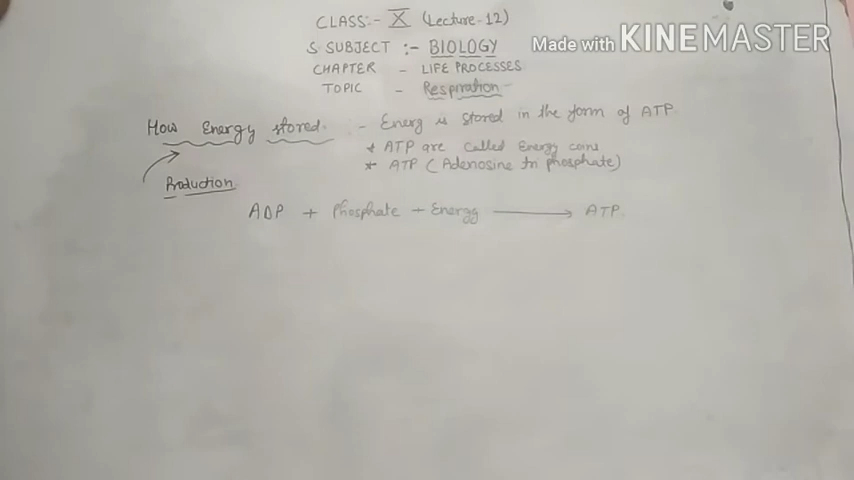 CLASS:- X (Lecture-12)
S SUBJECT :- BIOLOGY
Made with KINEMASTER
CHAPTER - LIFE PROCESSES
TOPIC - Respiration -
How Energy stored. :- Energ is stored in the form of ATP.
* ATP are called Energy coins
* ATP (Adenosine tri phosphate)
Production
ADP + Phosphate + Energy → ATP.